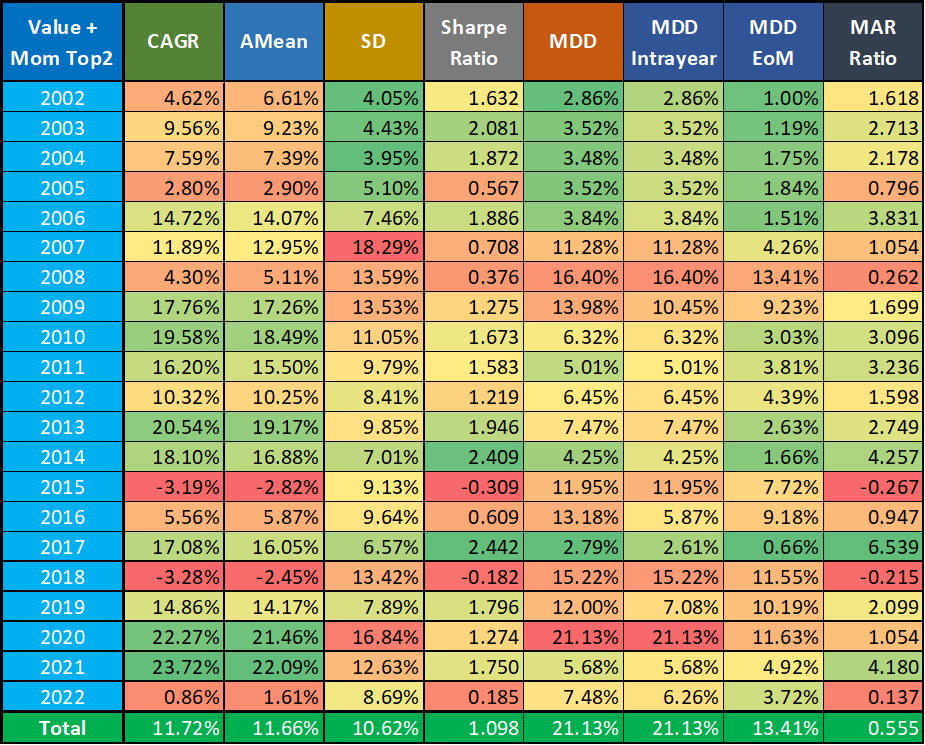 Value + Mom Top2 CAGR AMean SD Sharpe Ratio MDD MDD Intrayear MDD EoM MAR Ratio
2002 4.62% 6.61% 4.05% 1.632 2.86% 2.86% 1.00% 1.618
2003 9.56% 9.23% 4.43% 2.081 3.52% 3.52% 1.19% 2.713
2004 7.59% 7.39% 3.95% 1.872 3.48% 3.48% 1.75% 2.178
2005 2.80% 2.90% 5.10% 0.567 3.52% 3.52% 1.84% 0.796
2006 14.72% 14.07% 7.46% 1.886 3.84% 3.84% 1.51% 3.831
2007 11.89% 12.95% 18.29% 0.708 11.28% 11.28% 4.26% 1.054
2008 4.30% 5.11% 13.59% 0.376 16.40% 16.40% 13.41% 0.262
2009 17.76% 17.26% 13.53% 1.275 13.98% 10.45% 9.23% 1.699
2010 19.58% 18.49% 11.05% 1.673 6.32% 6.32% 3.03% 3.096
2011 16.20% 15.50% 9.79% 1.583 5.01% 5.01% 3.81% 3.236
2012 10.32% 10.25% 8.41% 1.219 6.45% 6.45% 4.39% 1.598
2013 20.54% 19.17% 9.85% 1.946 7.47% 7.47% 2.63% 2.749
2014 18.10% 16.88% 7.01% 2.409 4.25% 4.25% 1.66% 4.257
2015 -3.19% -2.82% 9.13% -0.309 11.95% 11.95% 7.72% -0.267
2016 5.56% 5.87% 9.64% 0.609 13.18% 5.87% 9.18% 0.947
2017 17.08% 16.05% 6.57% 2.442 2.79% 2.61% 0.66% 6.539
2018 -3.28% -2.45% 13.42% -0.182 15.22% 15.22% 11.55% -0.215
2019 14.86% 14.17% 7.89% 1.796 12.00% 7.08% 10.19% 2.099
2020 22.27% 21.46% 16.84% 1.274 21.13% 21.13% 11.63% 1.054
2021 23.72% 22.09% 12.63% 1.750 5.68% 5.68% 4.92% 4.180
2022 0.86% 1.61% 8.69% 0.185 7.48% 6.26% 3.72% 0.137
Total 11.72% 11.66% 10.62% 1.098 21.13% 21.13% 13.41% 0.555